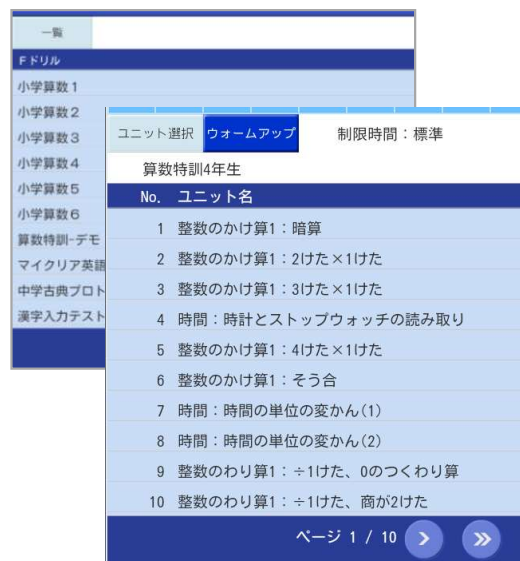 一覧
Fドリル
小学算数1
小学算数2
小学算数3
小学算数4
小学算数5
小学算数6
算数特訓-デモ
マイクリア英語
中学古典プロト
漢字入力テスト
ユニット選択 ウォームアップ 制限時間:標準
算数特訓4年生
No. ユニット名
1 整数のかけ算1:暗算
2 整数のかけ算1:2けた×1けた
3 整数のかけ算1:3けた×1けた
4 時間:時計とストップウォッチの読み取り
5 整数のかけ算1:4けた×1けた
6 整数のかけ算1:そう合
7 時間:時間の単位の変かん(1)
8 時間:時間の単位の変かん(2)
9 整数のわり算1:÷1けた、0のつくわり算
10 整数のわり算1:÷1けた、商が2けた
ページ 1 / 10